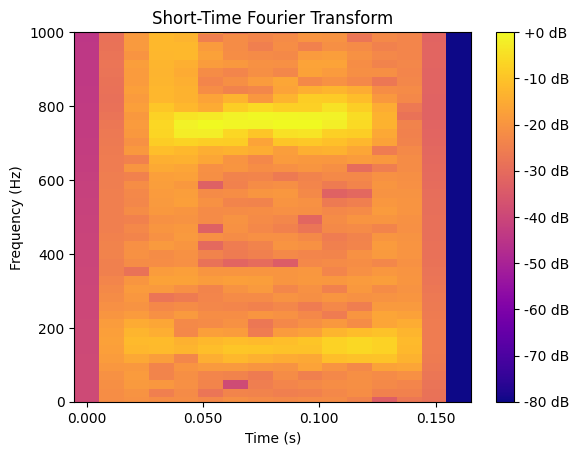 Short-Time Fourier Transform
1000
800
600
400
200
0
Frequency (Hz)
0.000
0.050
0.100
0.150
Time (s)
+0 dB
-10 dB
-20 dB
-30 dB
-40 dB
-50 dB
-60 dB
-70 dB
-80 dB